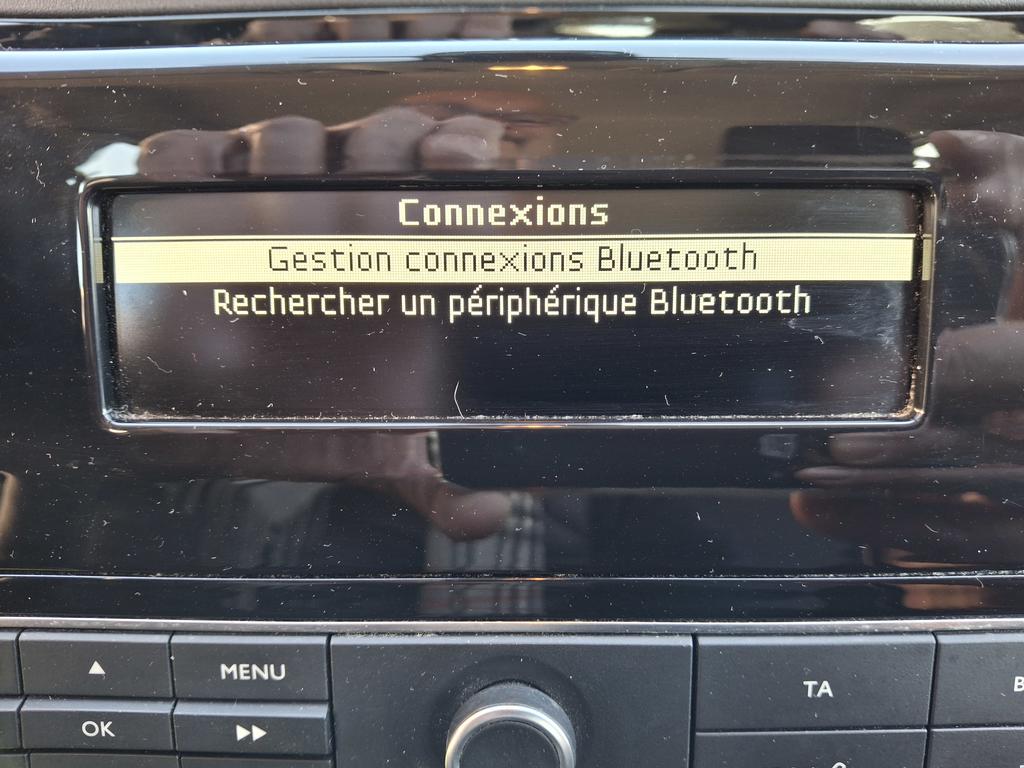 Connexions
Gestion connexions Bluetooth
Rechercher un périphérique Bluetooth
MENU
TA
OK